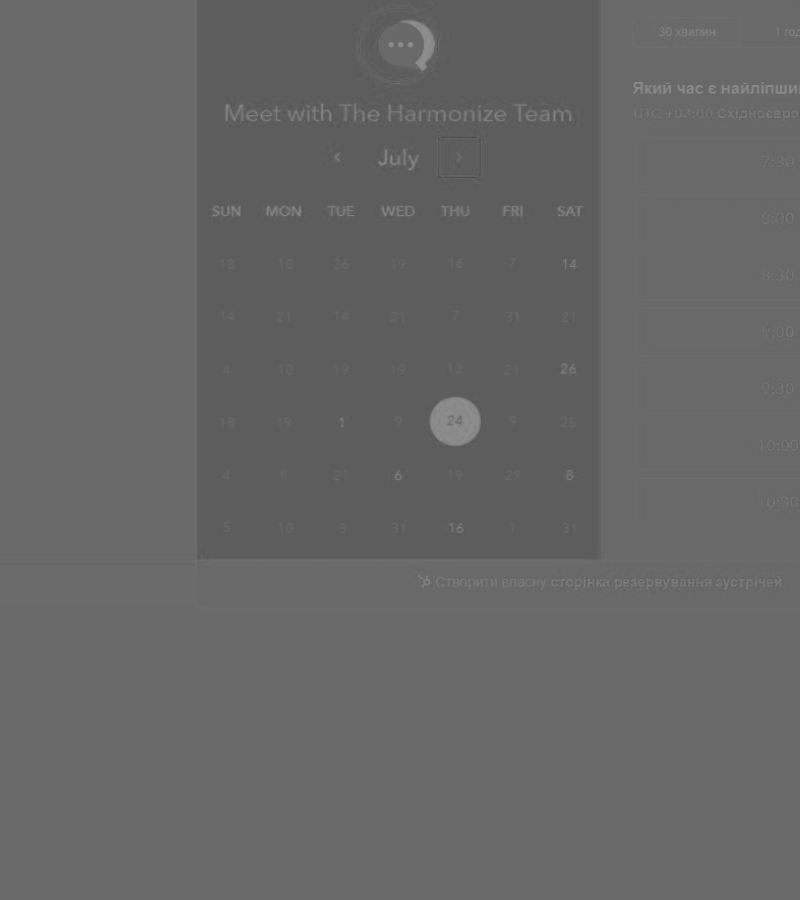 Meet with The Harmonize Team
‹ July ›
SUN MON TUE WED THU FRI SAT
18 10 26 19 16 7 14
14 21 14 21 7 31 21
4 10 19 19 12 21 26
18 19 1 9 24 9 25
4 6 21 6 19 29 8
5 10 3 31 16 1 31
30 хвилин 1 год
Який час є найліпши
UTC +03:00 Східноєвро
7:30
8:00
8:30
9:00
9:30
10:00
10:30
Створити власну сторінка резервування зустрічей